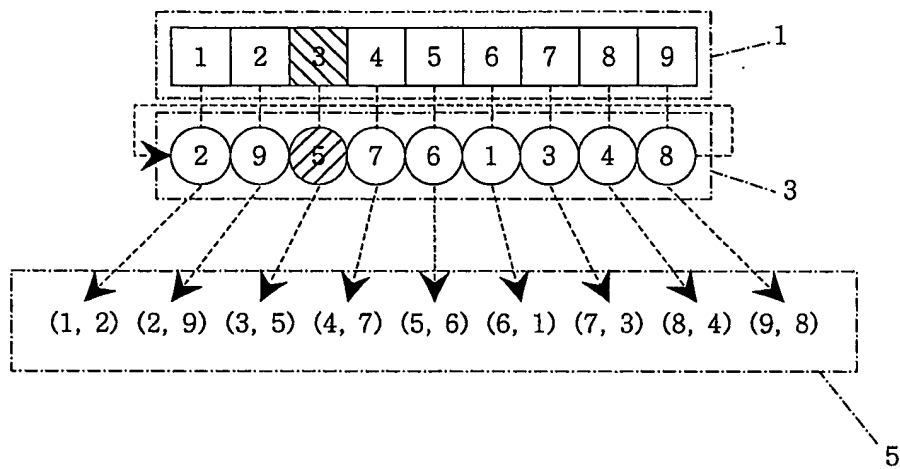 1 2 3 4 5 6 7 8 9
1
2 9 5 7 6 1 3 4 8
3
(1, 2) (2, 9) (3, 5) (4, 7) (5, 6) (6, 1) (7, 3) (8, 4) (9, 8)
5